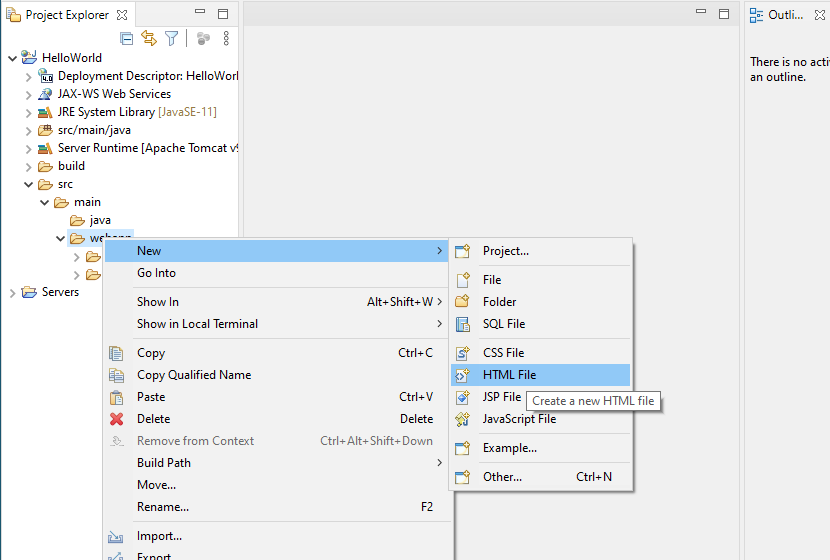 Project Explorer
HelloWorld
4.0 Deployment Descriptor: HelloWorl
JAX-WS Web Services
JRE System Library [JavaSE-11]
src/main/java
Server Runtime [Apache Tomcat v9
build
src
main
java
webapp
Servers
New
Go Into
Show In Alt+Shift+W
Show in Local Terminal
Copy Ctrl+C
Copy Qualified Name
Paste Ctrl+V
Delete Delete
Remove from Context Ctrl+Alt+Shift+Down
Build Path
Move...
Rename... F2
Import...
Export
Project...
File
Folder
SQL File
CSS File
HTML File
JSP File
Create a new HTML file
JavaScript File
Example...
Other... Ctrl+N
Outli...
There is no acti
an outline.